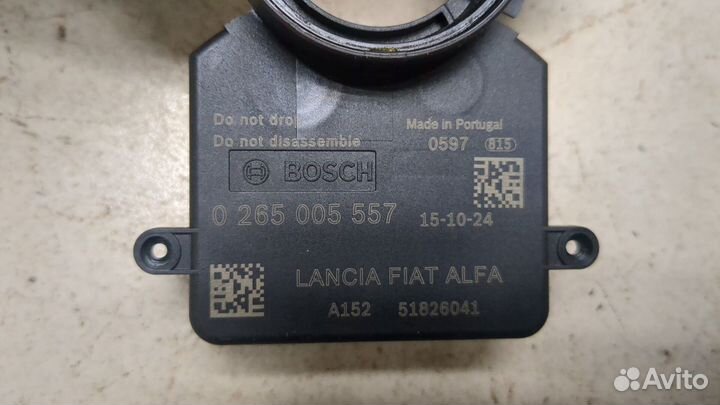 Do not drop
Made in Portugal
Do not disassemble
0597 815
BOSCH
0 265 005 557
15-10-24
LANCIA FIAT ALFA
A152 51826041
Avito